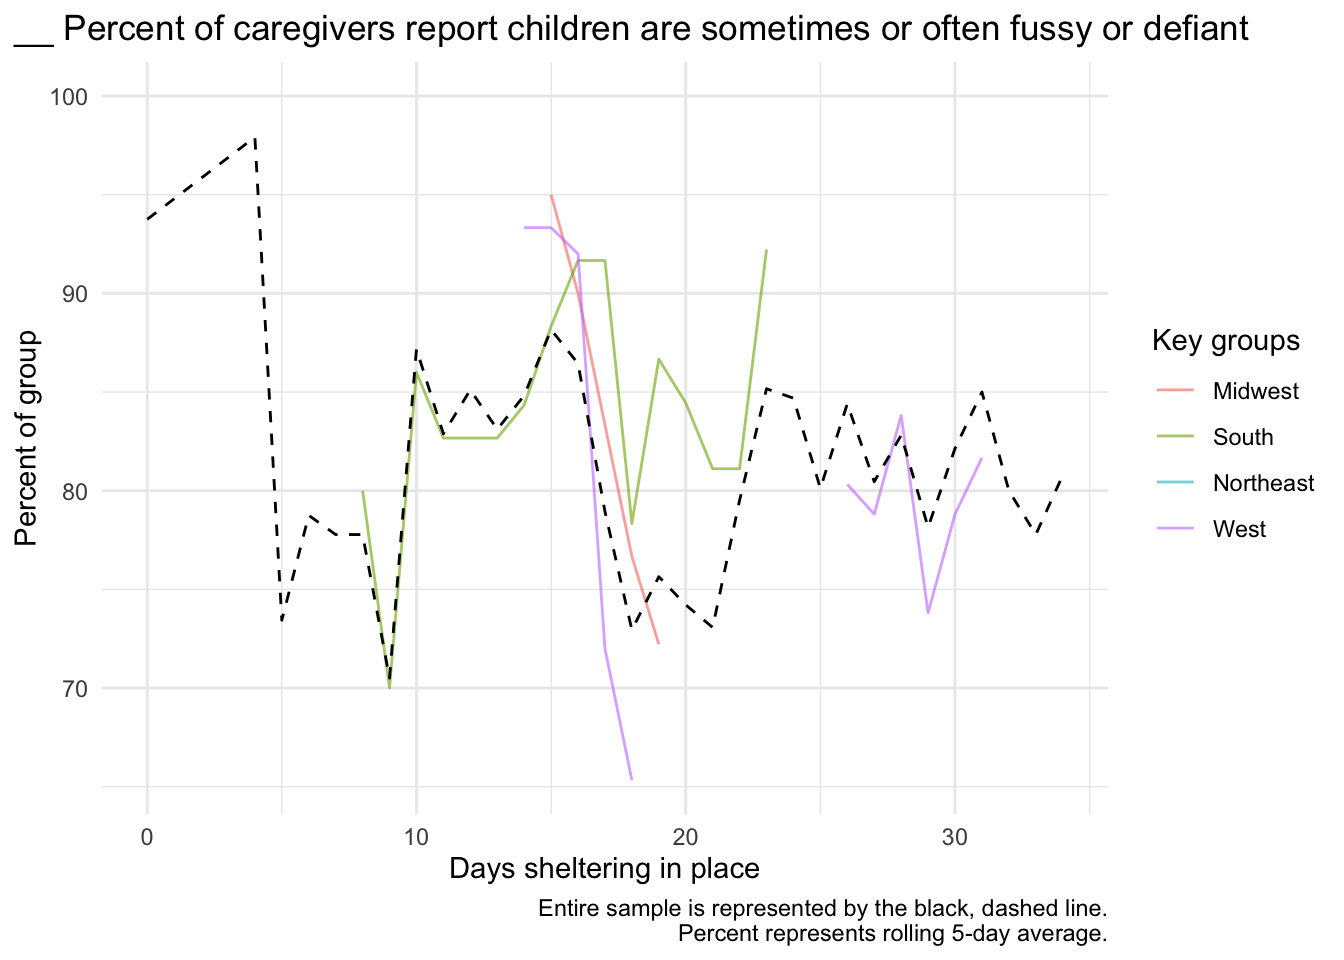 __ Percent of caregivers report children are sometimes or often fussy or defiant
100
90
80
70
Percent of group
0 10 20 30
Days sheltering in place
Key groups
Midwest
South
Northeast
West
Entire sample is represented by the black, dashed line.
Percent represents rolling 5-day average.